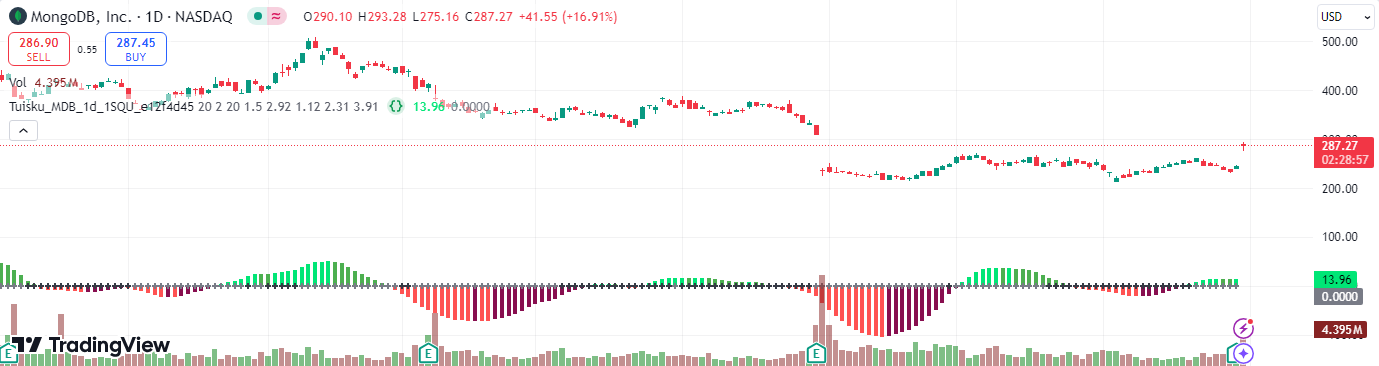 MongoDB, Inc. · 1D · NASDAQ O290.10 H293.28 L275.16 C287.27 +41.55 (+16.91%)
USD
286.90 SELL
0.55
287.45 BUY
Vol 4.395M
20 2 20 1.5 2.92 1.12 2.31 3.91 {} 13.96 0.0000
500.00
400.00
287.27
02:28:57
200.00
100.00
13.96
0.0000
4.395M
TradingView
E
E
E